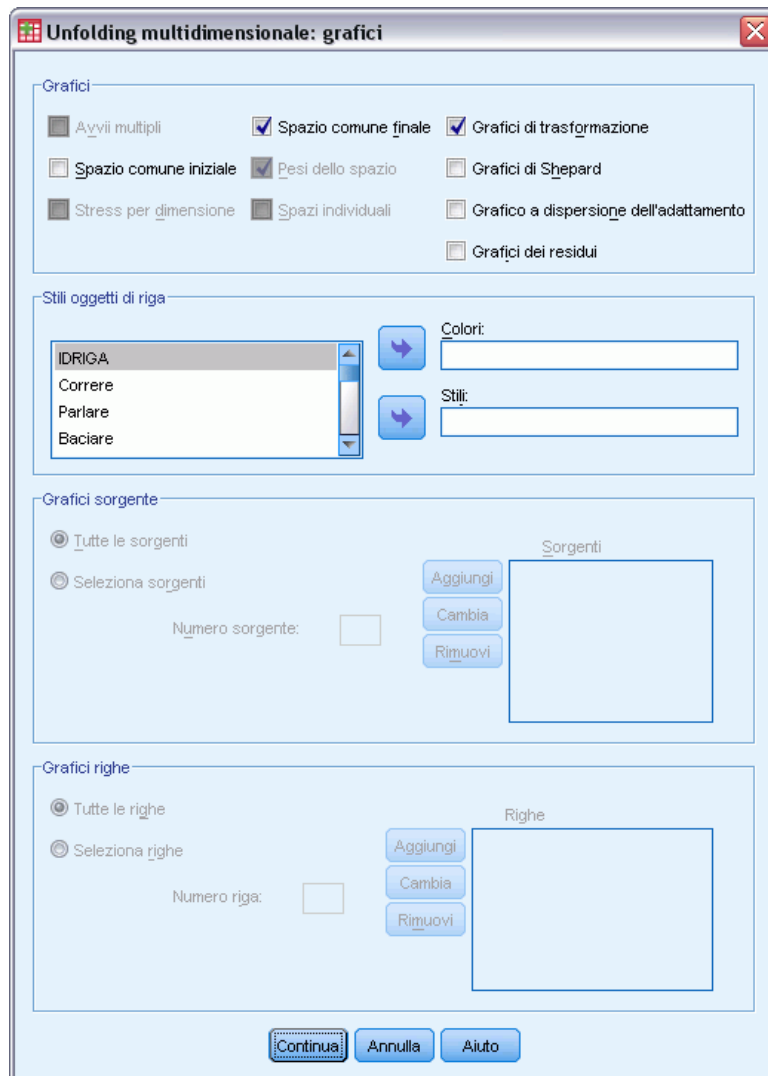 Unfolding multidimensionale: grafici
Grafici
Avvii multipli
Spazio comune finale
Grafici di trasformazione
Spazio comune iniziale
Pesi dello spazio
Grafici di Shepard
Stress per dimensione
Spazi individuali
Grafico a dispersione dell'adattamento
Grafici dei residui
Stili oggetti di riga
IDRIGA
Correre
Parlare
Baciare
Colori:
Stili:
Grafici sorgente
Tutte le sorgenti
Seleziona sorgenti
Numero sorgente:
Aggiungi
Cambia
Rimuovi
Sorgenti
Grafici righe
Tutte le righe
Seleziona righe
Numero riga:
Aggiungi
Cambia
Rimuovi
Righe
Continua
Annulla
Aiuto